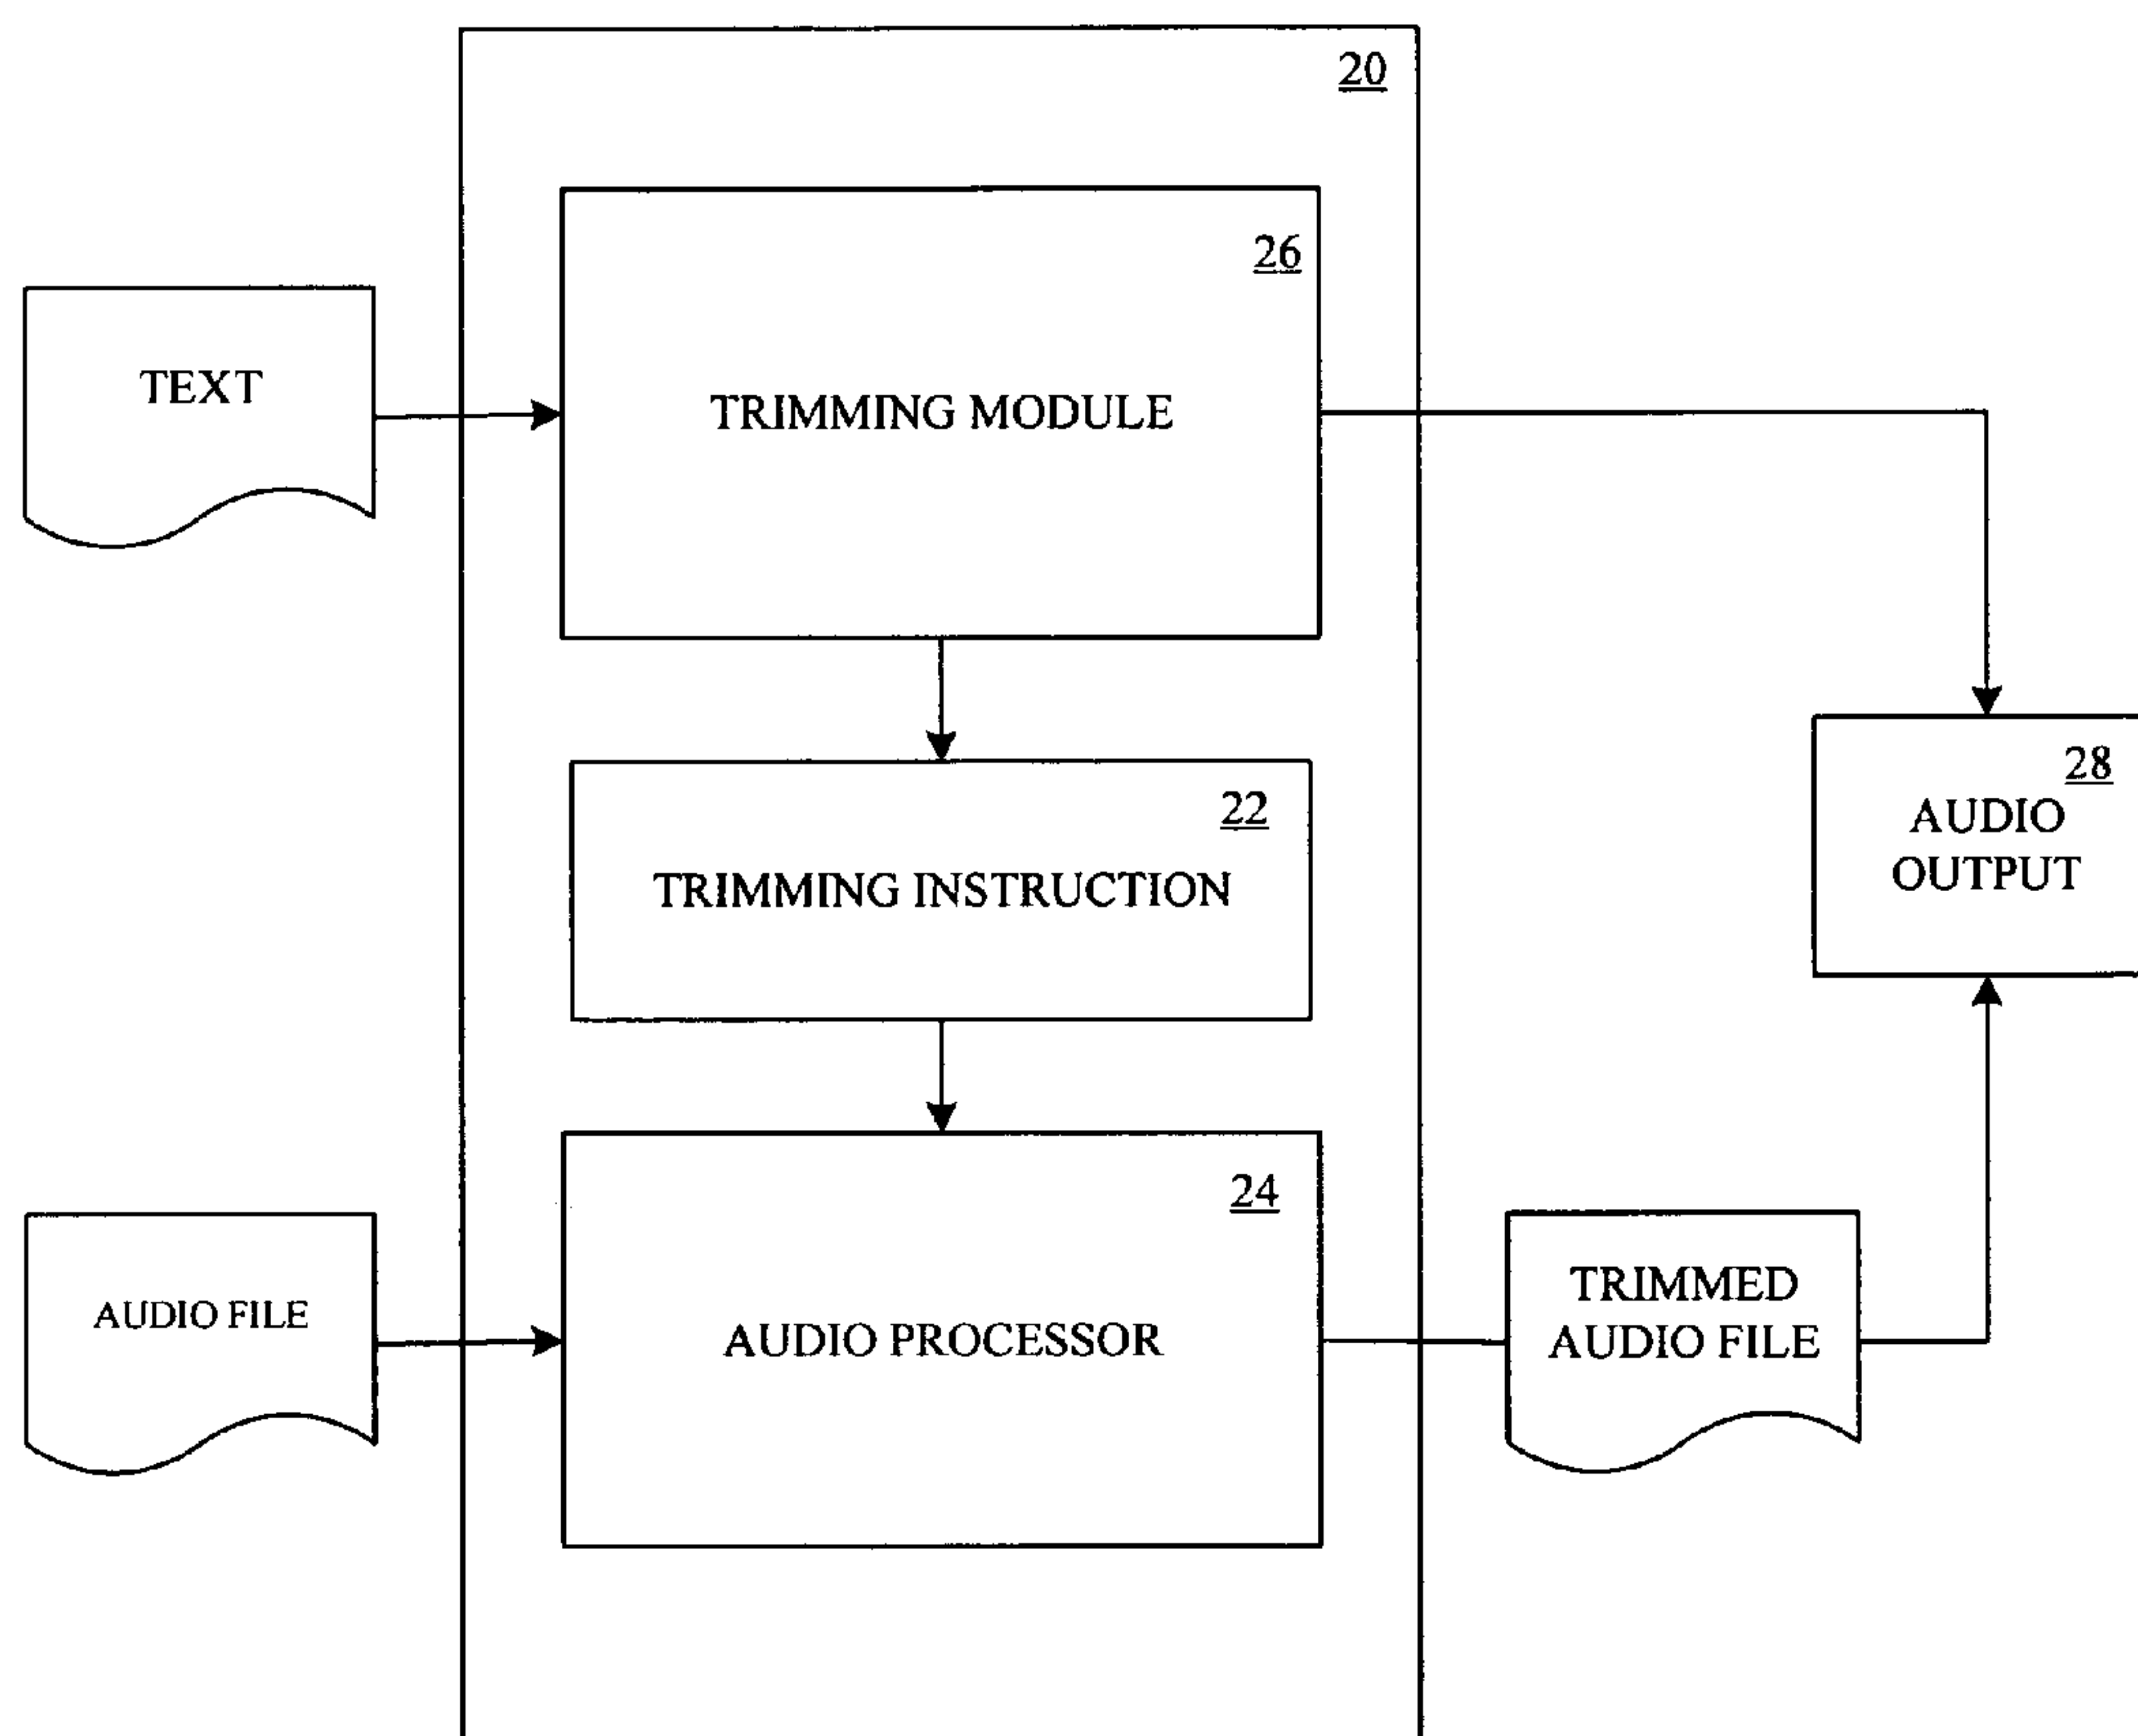 20
26
TEXT
TRIMMING MODULE
28
AUDIO
OUTPUT
22
TRIMMING INSTRUCTION
24
AUDIO FILE
AUDIO PROCESSOR
TRIMMED
AUDIO FILE